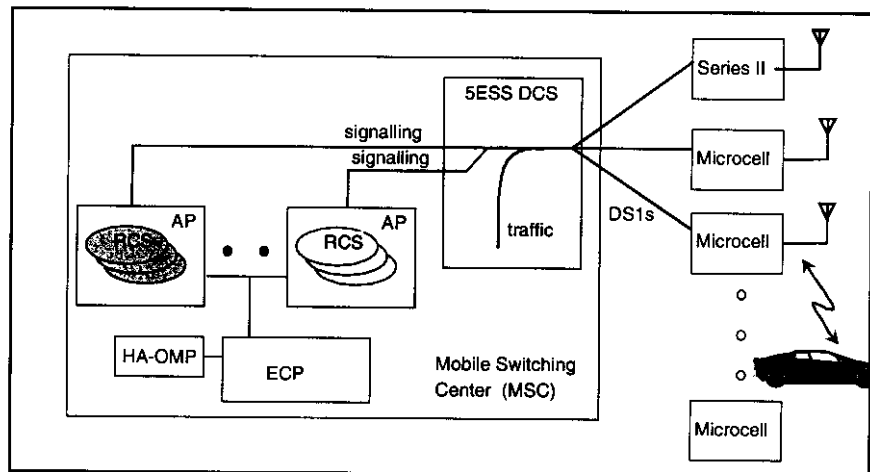 5ESS DCS
Series II
signalling
signalling
Microcell
AP
RCS
AP
RCS
traffic
DS1s
Microcell
HA-OMP
ECP
Mobile Switching
Center (MSC)
Microcell